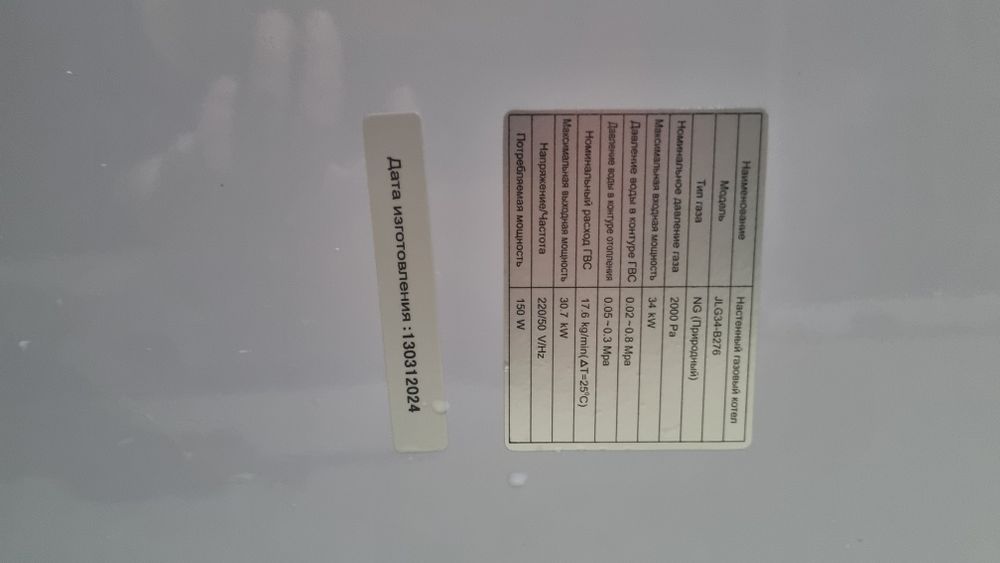 Наименование Настенный газовый котел
Модель JLG34-B276
Тип газа NG (Природный)
Номинальное давление газа 2000 Pa
Максимальная входная мощность 34 kW
Давление воды в контуре ГВС 0.02~0.8 Mpa
Давление воды в контуре отопления 0.05~0.3 Mpa
Номинальный расход ГВС 17.6 kg/min(ΔT=25°C)
Максимальная выходная мощность 30.7 kW
Напряжение/Частота 220/50 V/Hz
Потребляемая мощность 150 W
Дата изготовления :130312024